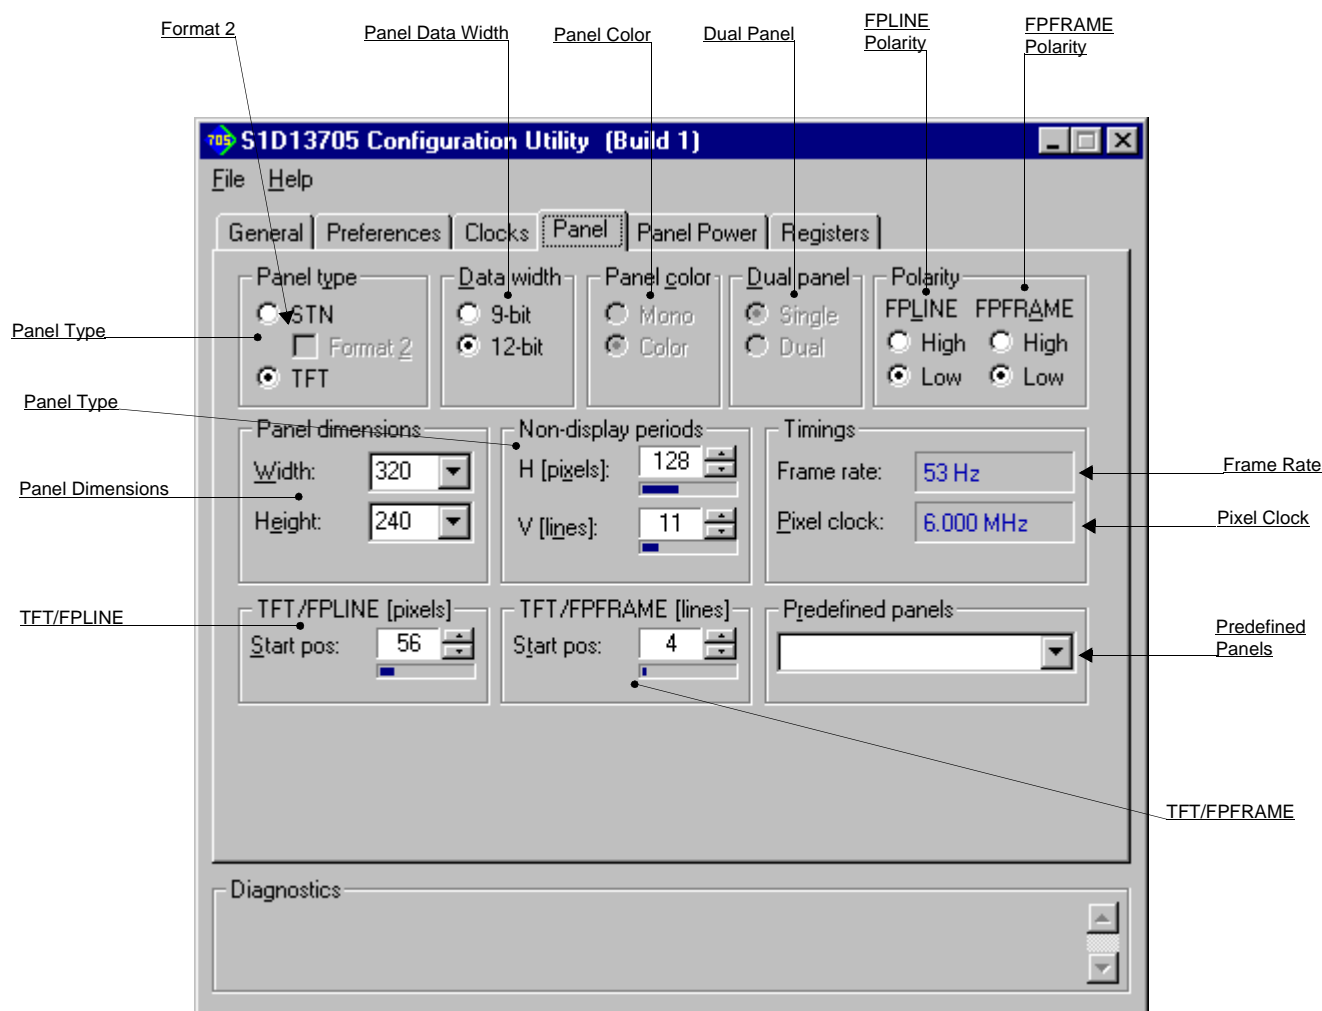 Format 2
Panel Data Width
Panel Color
Dual Panel
FPLINE
Polarity
FPFRAME
Polarity
705 S1D13705 Configuration Utility (Build 1)
File Help
General Preferences Clocks Panel Panel Power Registers
Panel type
STN
Format 2
TFT
Data width
9-bit
12-bit
Panel color
Mono
Color
Dual panel
Single
Dual
Polarity
FPLINE FPFRAME
High High
Low Low
Panel Type
Panel Type
Panel dimensions
Width: 320
Height: 240
Non-display periods
H [pixels]: 128
V [lines]: 11
Timings
Frame rate: 53 Hz
Pixel clock: 6.000 MHz
Frame Rate
Pixel Clock
Panel Dimensions
TFT/FPLINE
TFT/FPLINE [pixels]
Start pos: 56
TFT/FPFRAME [lines]
Start pos: 4
Predefined panels
Predefined
Panels
TFT/FPFRAME
Diagnostics